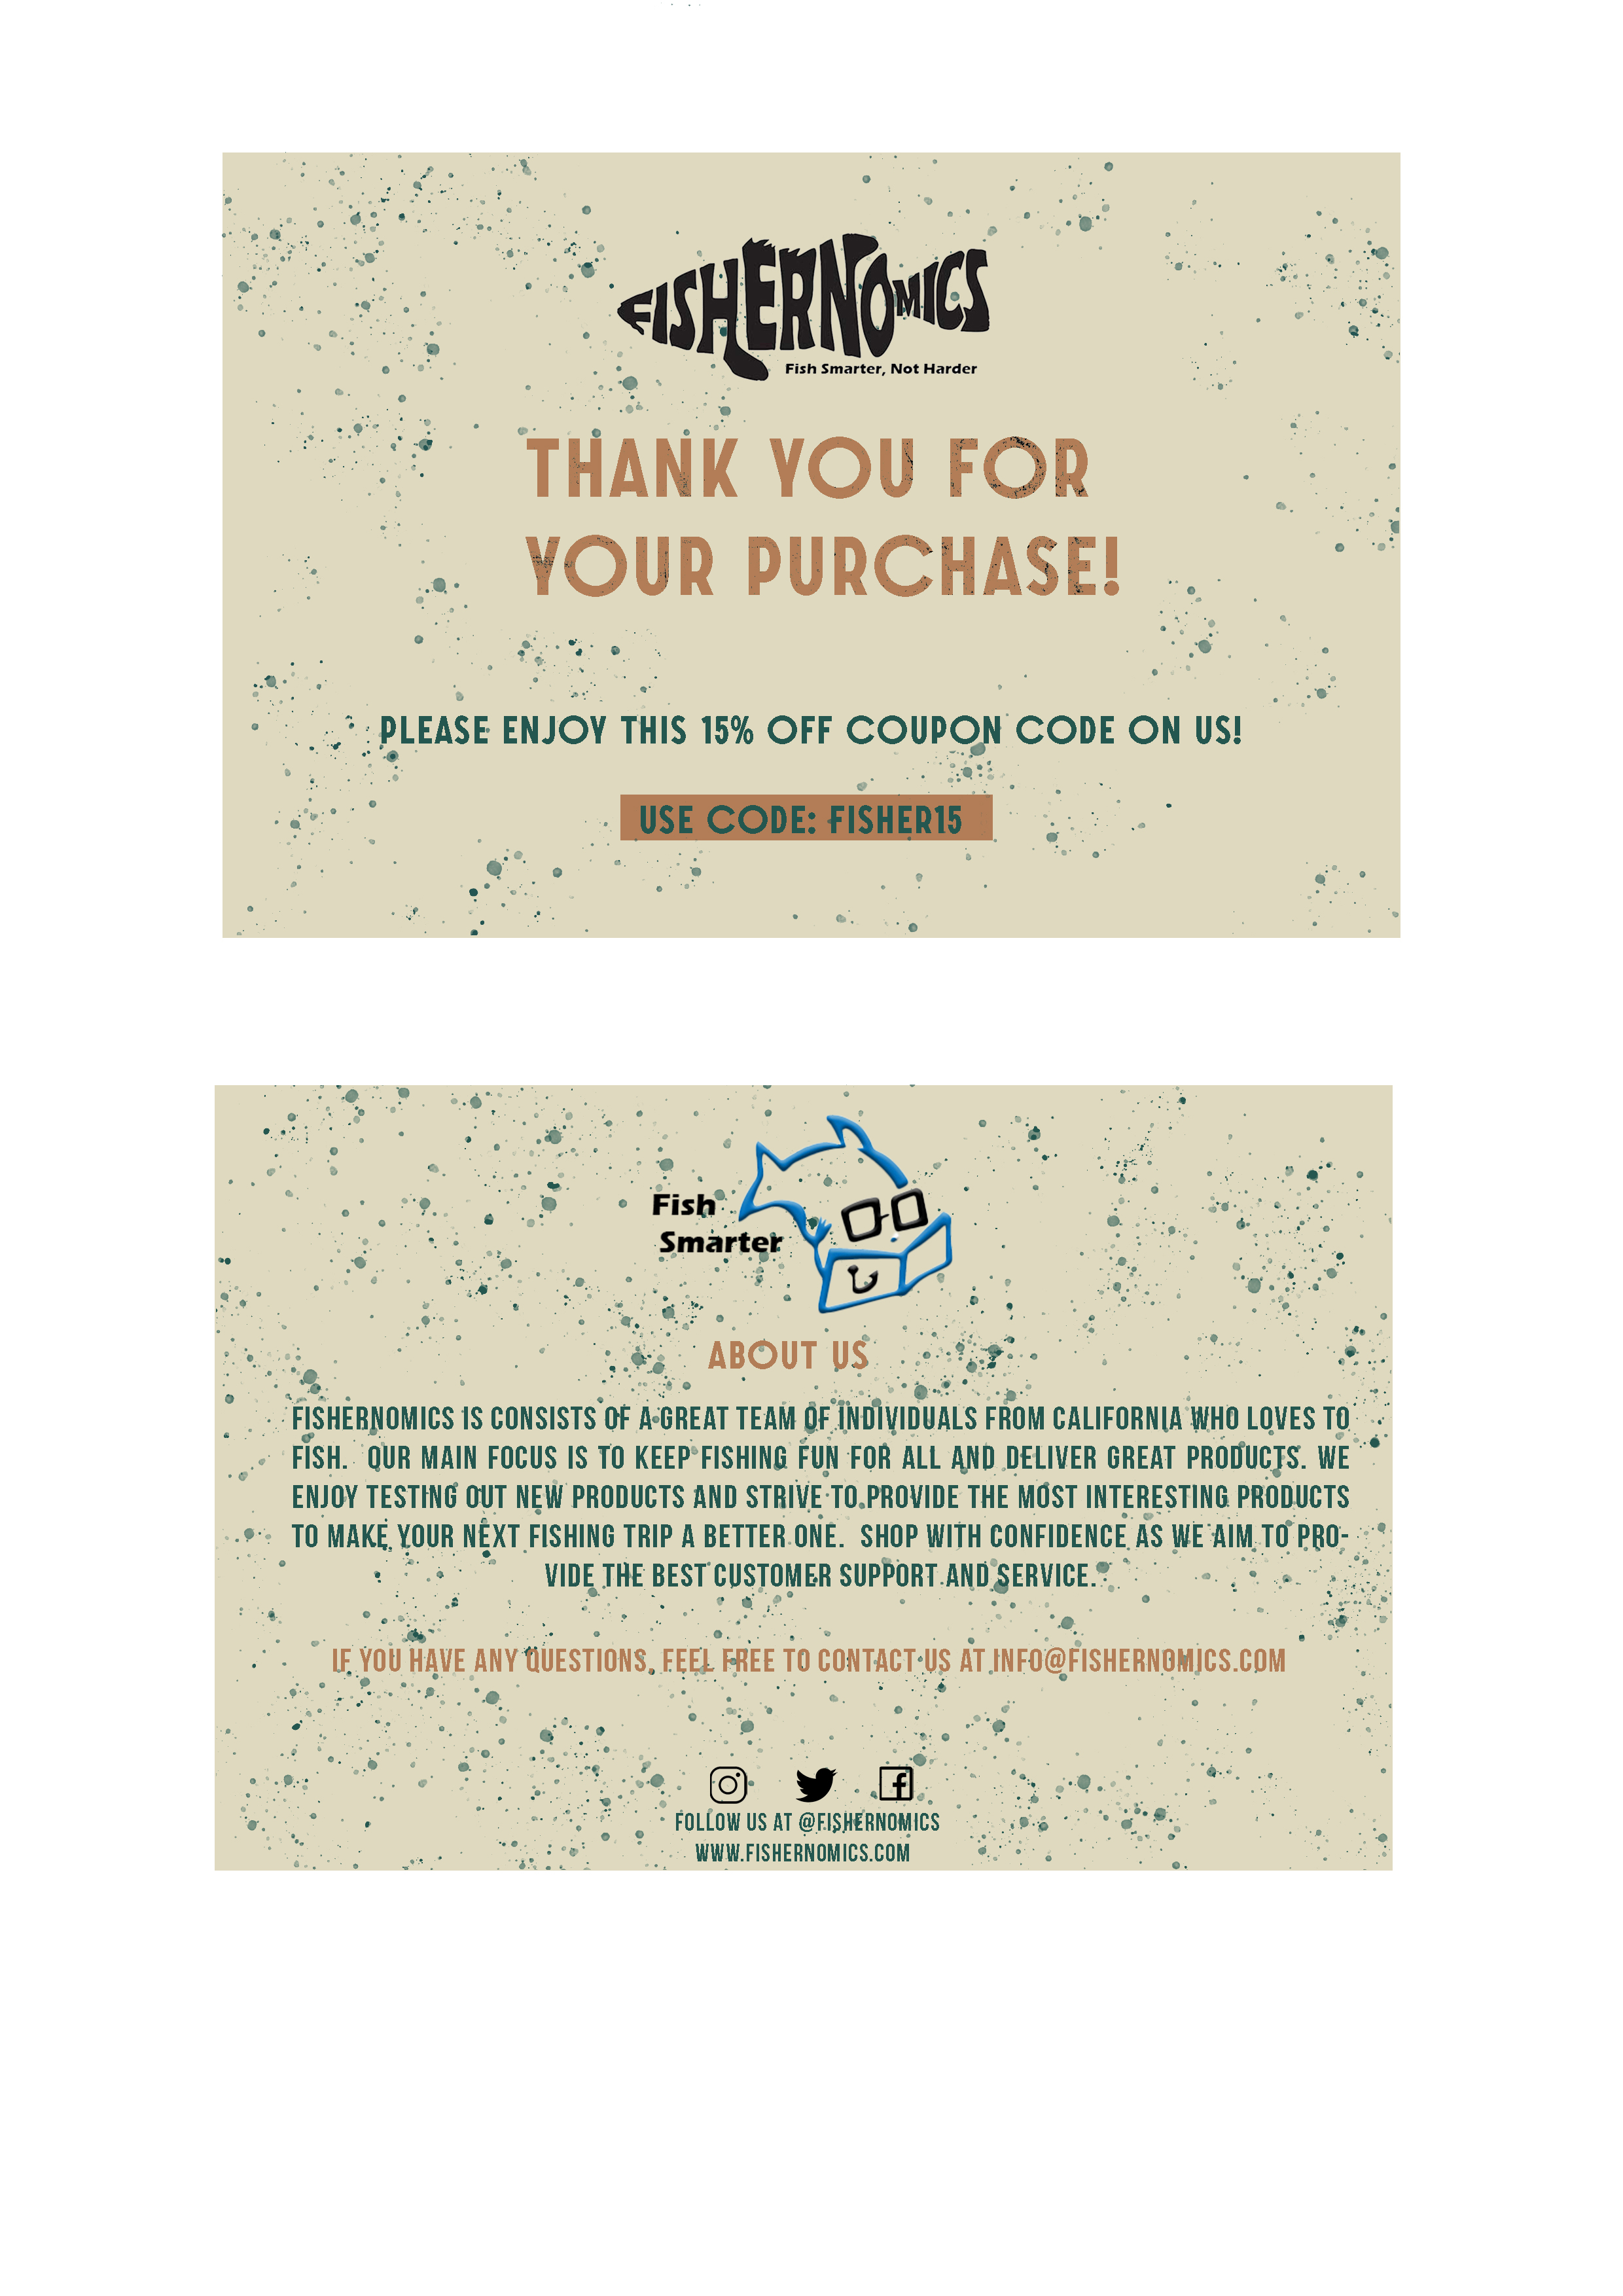 FISHERNOMICS
Fish Smarter, Not Harder
THANK YOU FOR
YOUR PURCHASE!
PLEASE ENJOY THIS 15% OFF COUPON CODE ON US!
USE CODE: FISHER15
Fish
Smarter
ABOUT US
FISHERNOMICS IS CONSISTS OF A GREAT TEAM OF INDIVIDUALS FROM CALIFORNIA WHO LOVES TO
FISH. OUR MAIN FOCUS IS TO KEEP FISHING FUN FOR ALL AND DELIVER GREAT PRODUCTS. WE
ENJOY TESTING OUT NEW PRODUCTS AND STRIVE TO PROVIDE THE MOST INTERESTING PRODUCTS
TO MAKE YOUR NEXT FISHING TRIP A BETTER ONE. SHOP WITH CONFIDENCE AS WE AIM TO PRO-
VIDE THE BEST CUSTOMER SUPPORT AND SERVICE.
IF YOU HAVE ANY QUESTIONS, FEEL FREE TO CONTACT US AT INFO@FISHERNOMICS.COM
FOLLOW US AT @FISHERNOMICS
WWW.FISHERNOMICS.COM